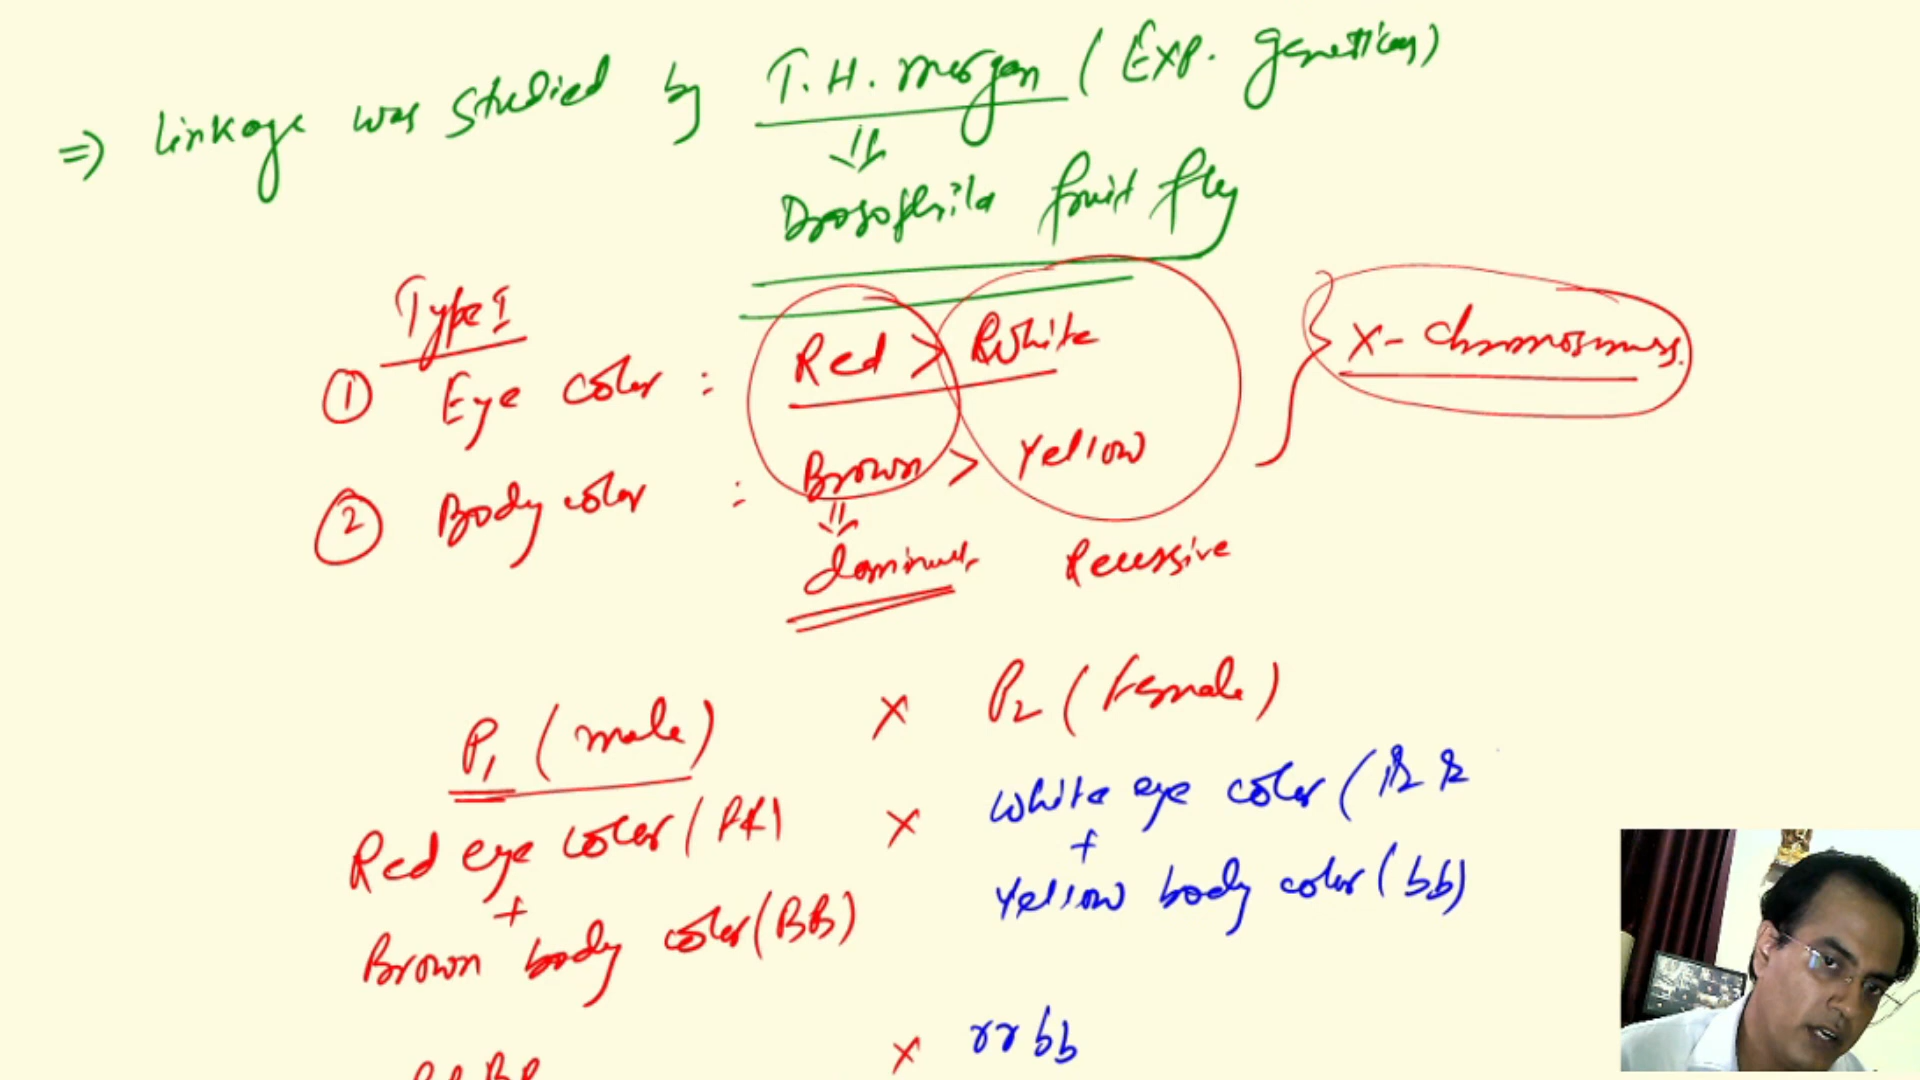 ⇒ Linkage was studied by T.H. Morgan (Exp. genetics)
⇓
Drosophila fruit fly
Type I
① Eye color : Red > White
② Body color : Brown > Yellow
} X-Chromosomes.
⇓
dominant Recessive
P1 (male) × P2 (Female)
Red eye color (RR) × White eye color (rr
+ +
Brown body color (BB) Yellow body color (bb)
× rrbb